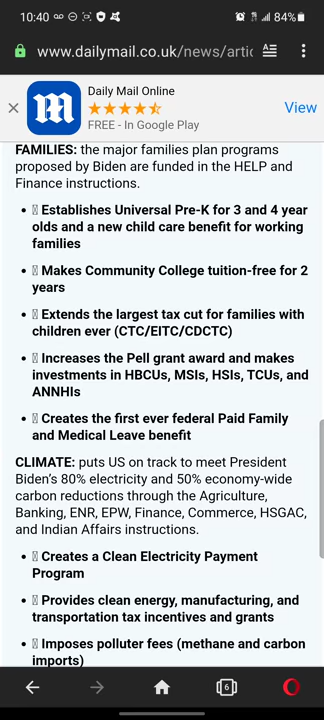 10:40
84%
www.dailymail.co.uk/news/artic
Daily Mail Online
FREE - In Google Play
View
FAMILIES: the major families plan programs
proposed by Biden are funded in the HELP and
Finance instructions.
Establishes Universal Pre-K for 3 and 4 year
olds and a new child care benefit for working
families
Makes Community College tuition-free for 2
years
Extends the largest tax cut for families with
children ever (CTC/EITC/CDCTC)
Increases the Pell grant award and makes
investments in HBCUs, MSIs, HSIs, TCUs, and
ANNHIs
Creates the first ever federal Paid Family
and Medical Leave benefit
CLIMATE: puts US on track to meet President
Biden's 80% electricity and 50% economy-wide
carbon reductions through the Agriculture,
Banking, ENR, EPW, Finance, Commerce, HSGAC,
and Indian Affairs instructions.
Creates a Clean Electricity Payment
Program
Provides clean energy, manufacturing, and
transportation tax incentives and grants
Imposes polluter fees (methane and carbon
imports)
6